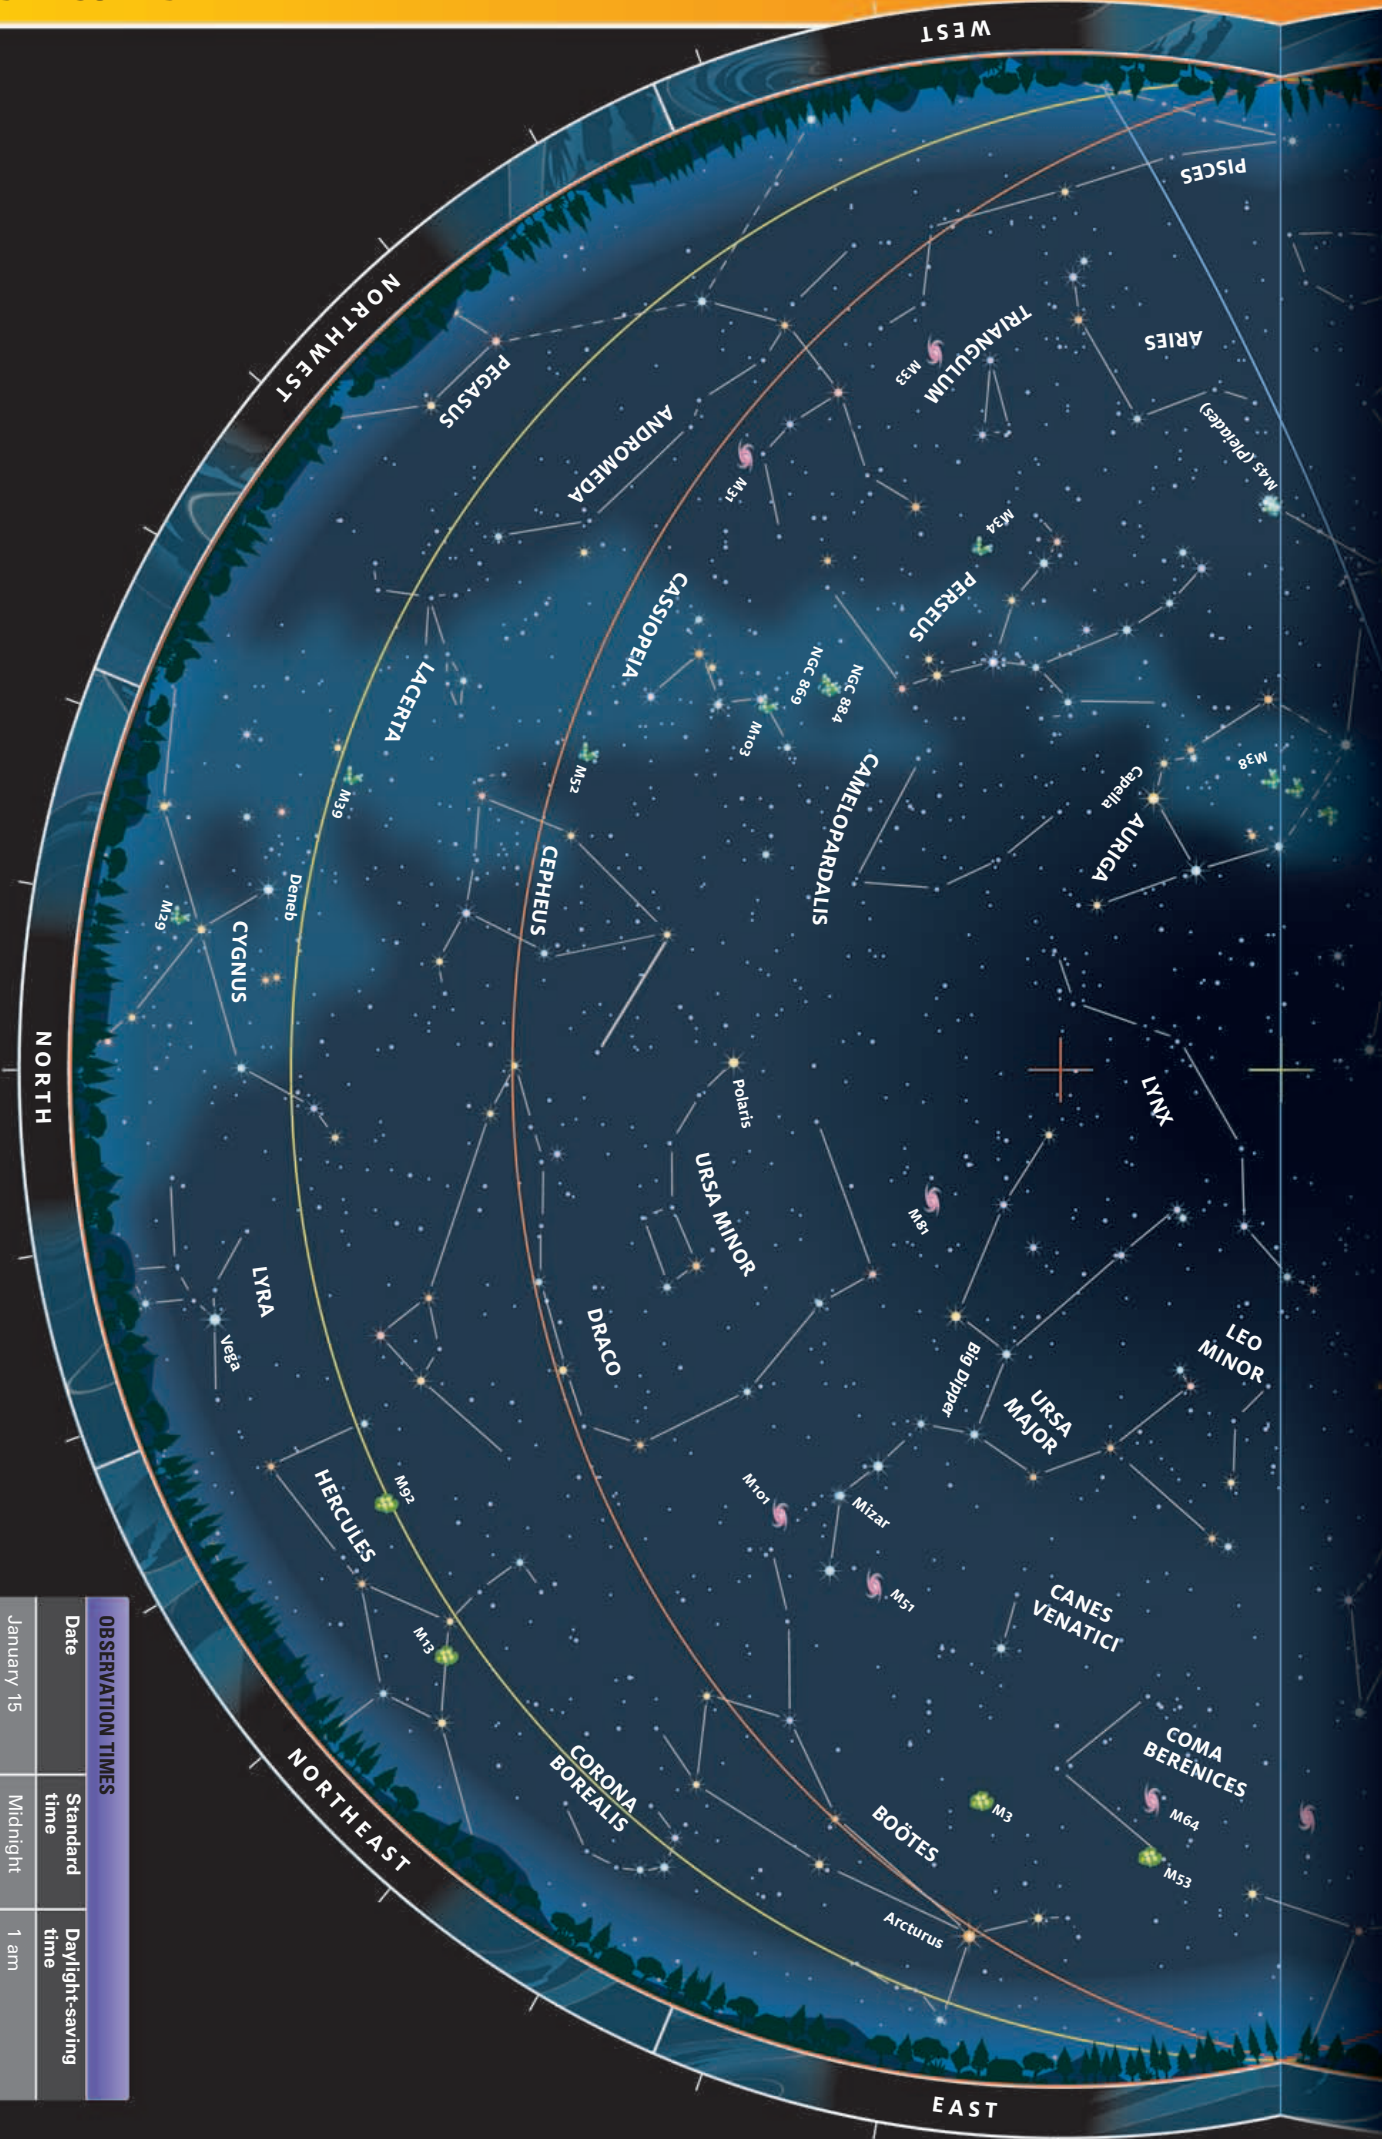 WEST
NORTHWEST
NORTH
NORTHEAST
EAST
PISCES
ARIES
TRIANGULUM
M33
M45 (Pleiades)
PEGASUS
ANDROMEDA
M31
M34
PERSEUS
CASSIOPEIA
NGC 869
NGC 884
M103
LACERTA
M52
M39
CAMELOPARDALIS
M38
Capella
AURIGA
CEPHEUS
Deneb
M29
CYGNUS
Polaris
LYNX
URSA MINOR
M81
LYRA
Vega
DRACO
Big Dipper
URSA
MAJOR
LEO
MINOR
HERCULES
M92
M101
Mizar
M51
CANES
VENATICI
M13
CORONA
BOREALIS
BOÖTES
M3
COMA
BERENICES
M64
M53
Arcturus
OBSERVATION TIMES
Date
Standard
time
Daylight-saving
time
January 15
Midnight
1 am